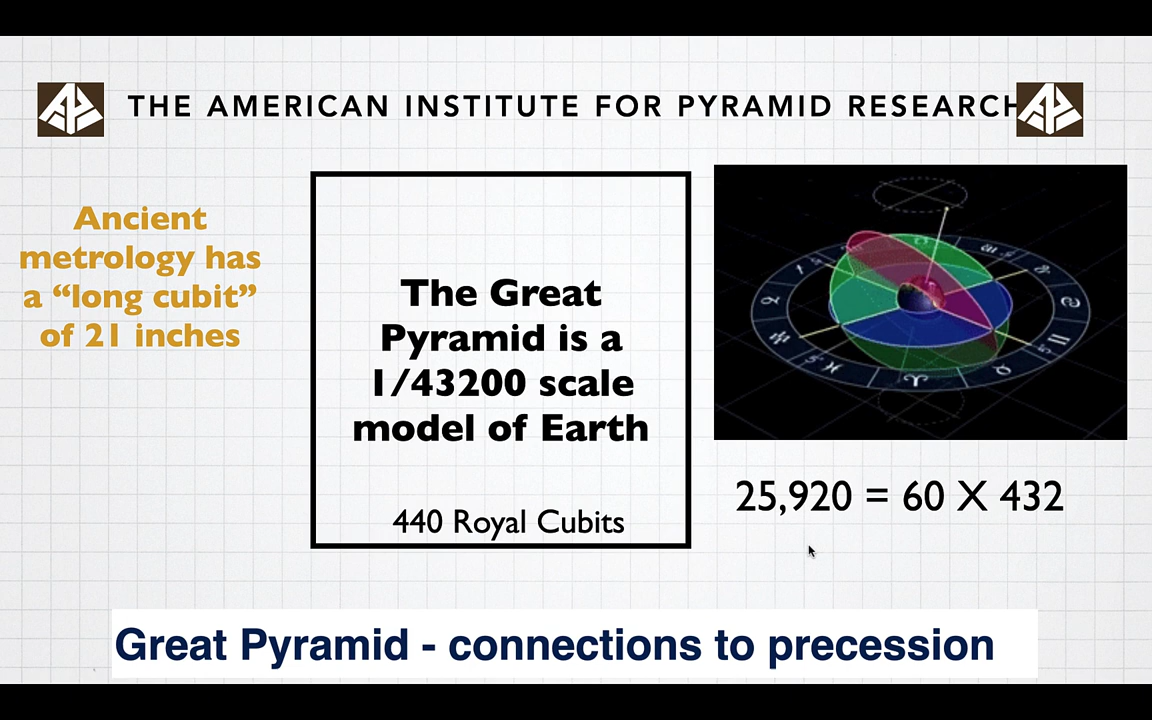 THE AMERICAN INSTITUTE FOR PYRAMID RESEARCH
Ancient
metrology has
a “long cubit”
of 21 inches
The Great
Pyramid is a
1/43200 scale
model of Earth
440 Royal Cubits
25,920 = 60 X 432
Great Pyramid - connections to precession